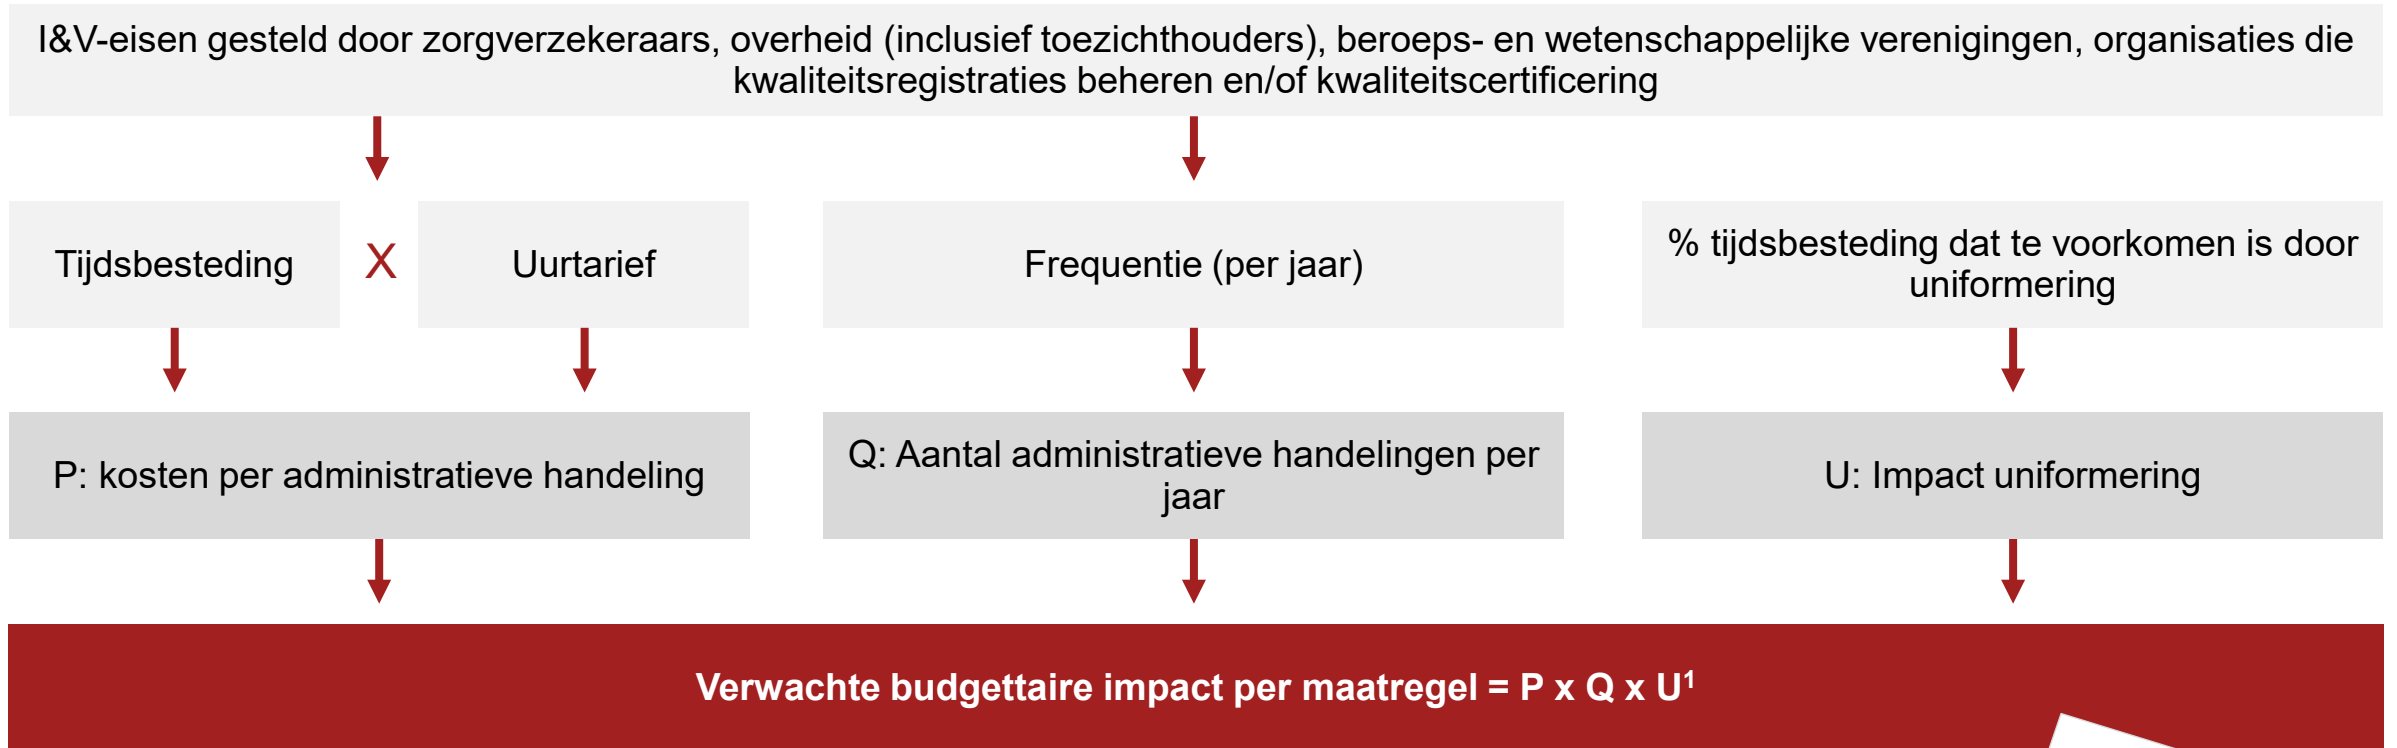 I&V-eisen gesteld door zorgverzekeraars, overheid (inclusief toezichthouders), beroeps- en wetenschappelijke verenigingen, organisaties die
kwaliteitsregistraties beheren en/of kwaliteitscertificering
Tijdsbesteding
X
Uurtarief
Frequentie (per jaar)
% tijdsbesteding dat te voorkomen is door
uniformering
P: kosten per administratieve handeling
Q: Aantal administratieve handelingen per
jaar
U: Impact uniformering
Verwachte budgettaire impact per maatregel = P x Q x U¹